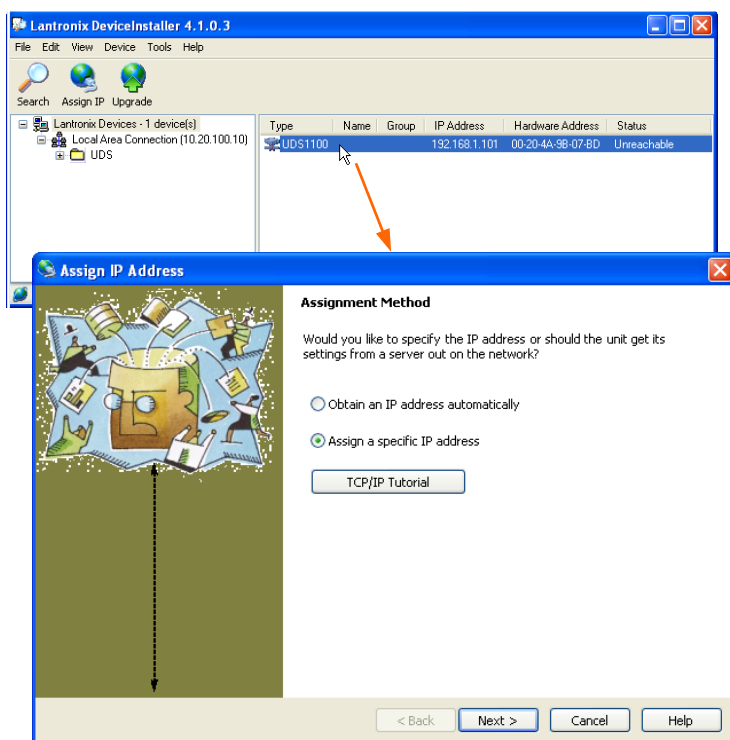 Lantronix DeviceInstaller 4.1.0.3
File Edit View Device Tools Help
Search Assign IP Upgrade
Lantronix Devices - 1 device(s)
Local Area Connection (10.20.100.10)
UDS
Type Name Group IP Address Hardware Address Status
UDS1100 192.168.1.101 00-20-4A-9B-07-BD Unreachable
Assign IP Address
Assignment Method
Would you like to specify the IP address or should the unit get its
settings from a server out on the network?
Obtain an IP address automatically
Assign a specific IP address
TCP/IP Tutorial
< Back Next > Cancel Help